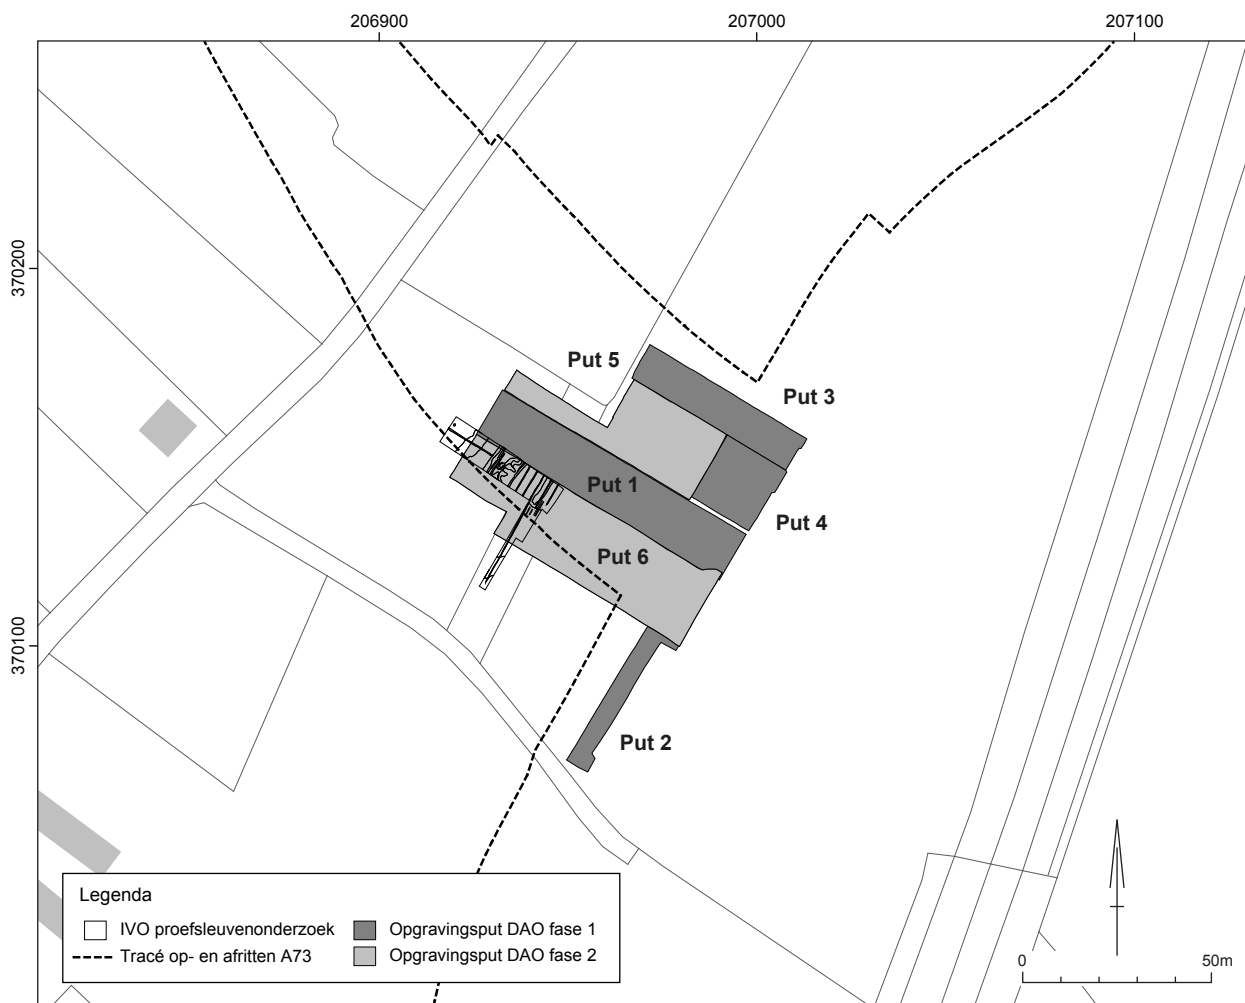 206900
207000
207100
370200
370100
Put 5
Put 3
Put 1
Put 4
Put 6
Put 2
Legenda
IVO proefsleuvenonderzoek
Tracé op- en afritten A73
Opgravingsput DAO fase 1
Opgravingsput DAO fase 2
0
50m